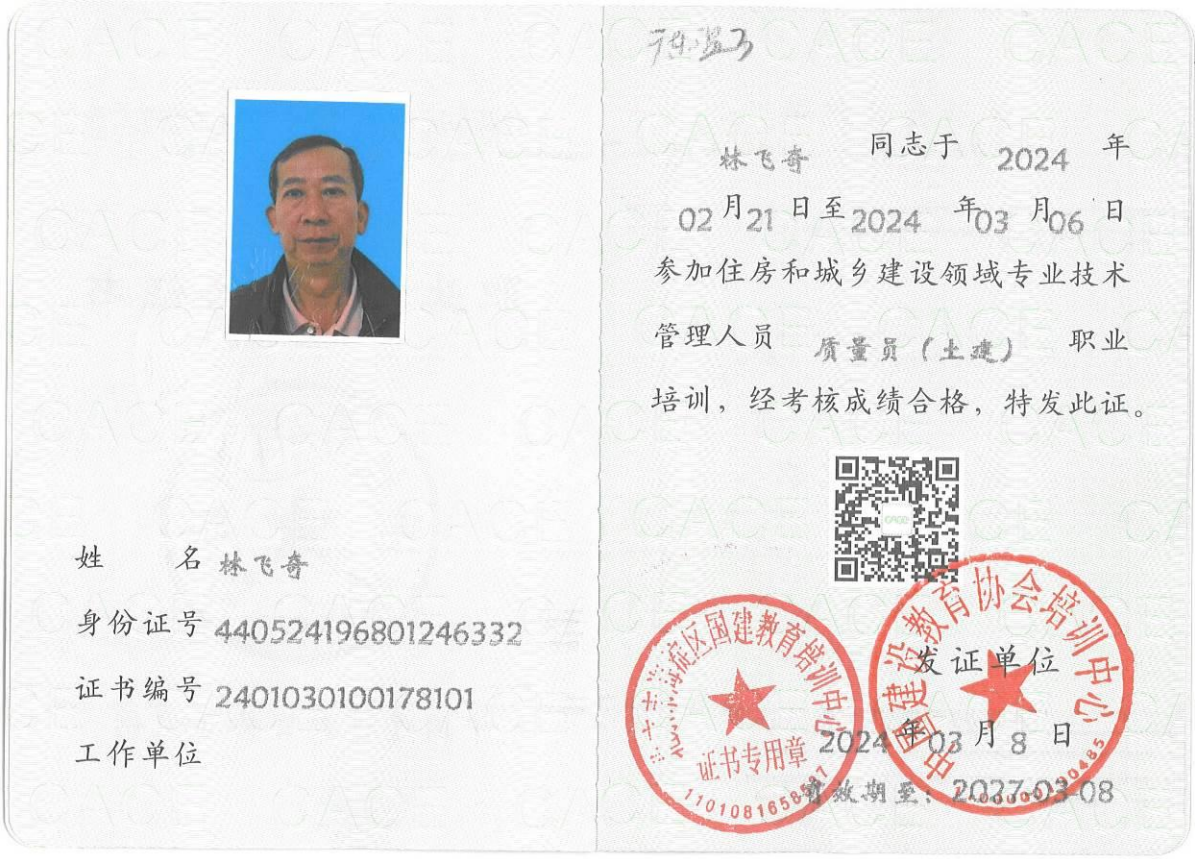 姓 名 林飞奇
身份证号 440524196801246332
证书编号 2401030100178101
工作单位
林飞奇 同志于 2024 年
02 月 21 日至 2024 年 03 月 06 日
参加住房和城乡建设领域专业技术
管理人员 质量员(土建) 职业
培训，经考核成绩合格，特发此证。
CACE
海淀区国建教育培训中心
证书专用章
中国建设教育协会培训中心
发证单位
2024 年 03 月 8 日
有效期至：2027-03-08